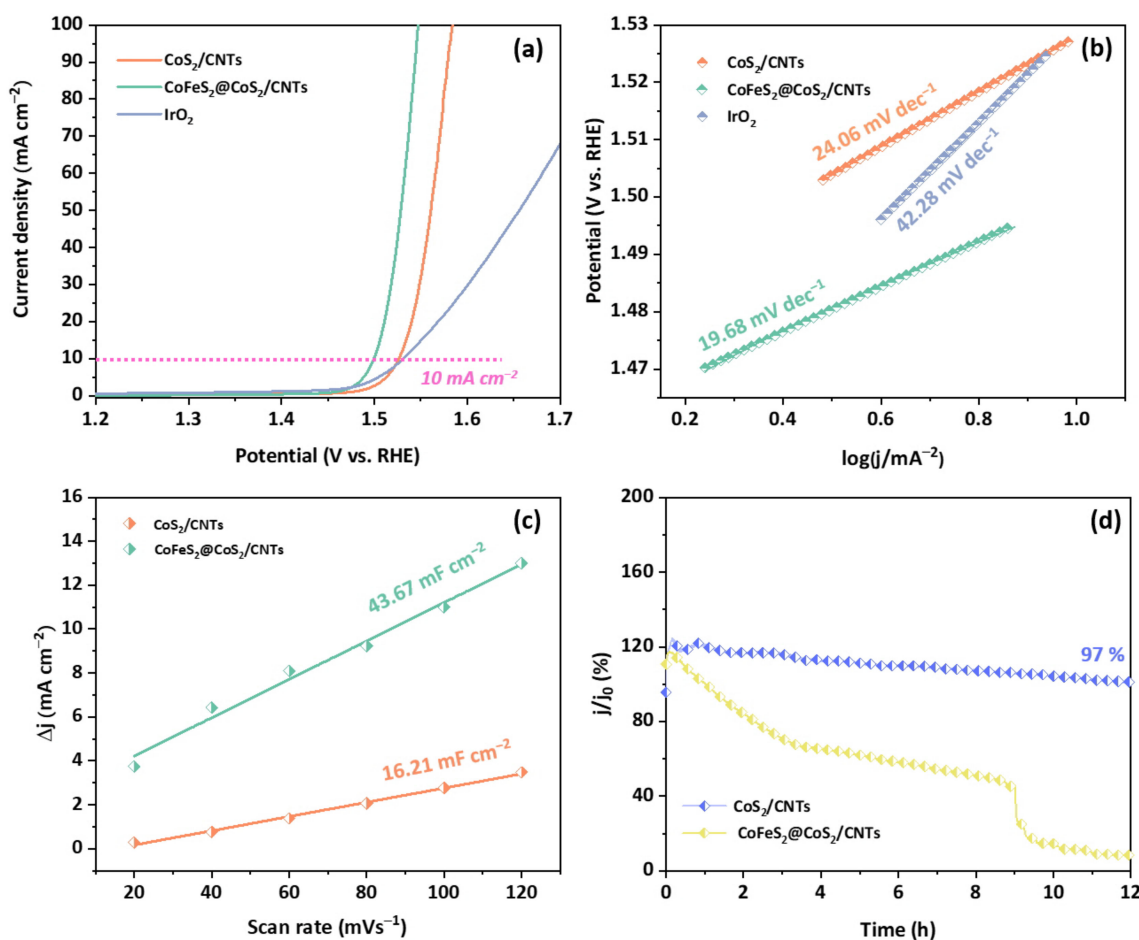 100
90
80
70
60
50
40
30
20
10
0
Current density (mA cm⁻²)
(a)
CoS₂/CNTs
CoFeS₂@CoS₂/CNTs
IrO₂
10 mA cm⁻²
1.2 1.3 1.4 1.5 1.6 1.7
Potential (V vs. RHE)
1.53
1.52
1.51
1.50
1.49
1.48
1.47
Potential (V vs. RHE)
(b)
CoS₂/CNTs
CoFeS₂@CoS₂/CNTs
IrO₂
24.06 mV dec⁻¹
42.28 mV dec⁻¹
19.68 mV dec⁻¹
0.2 0.4 0.6 0.8 1.0
log(j/mA⁻²)
16
14
12
10
8
6
4
2
0
Δj (mA cm⁻²)
(c)
CoS₂/CNTs
CoFeS₂@CoS₂/CNTs
43.67 mF cm⁻²
16.21 mF cm⁻²
20 40 60 80 100 120
Scan rate (mVs⁻¹)
200
160
120
80
40
0
j/j₀ (%)
(d)
97 %
CoS₂/CNTs
CoFeS₂@CoS₂/CNTs
0 2 4 6 8 10 12
Time (h)